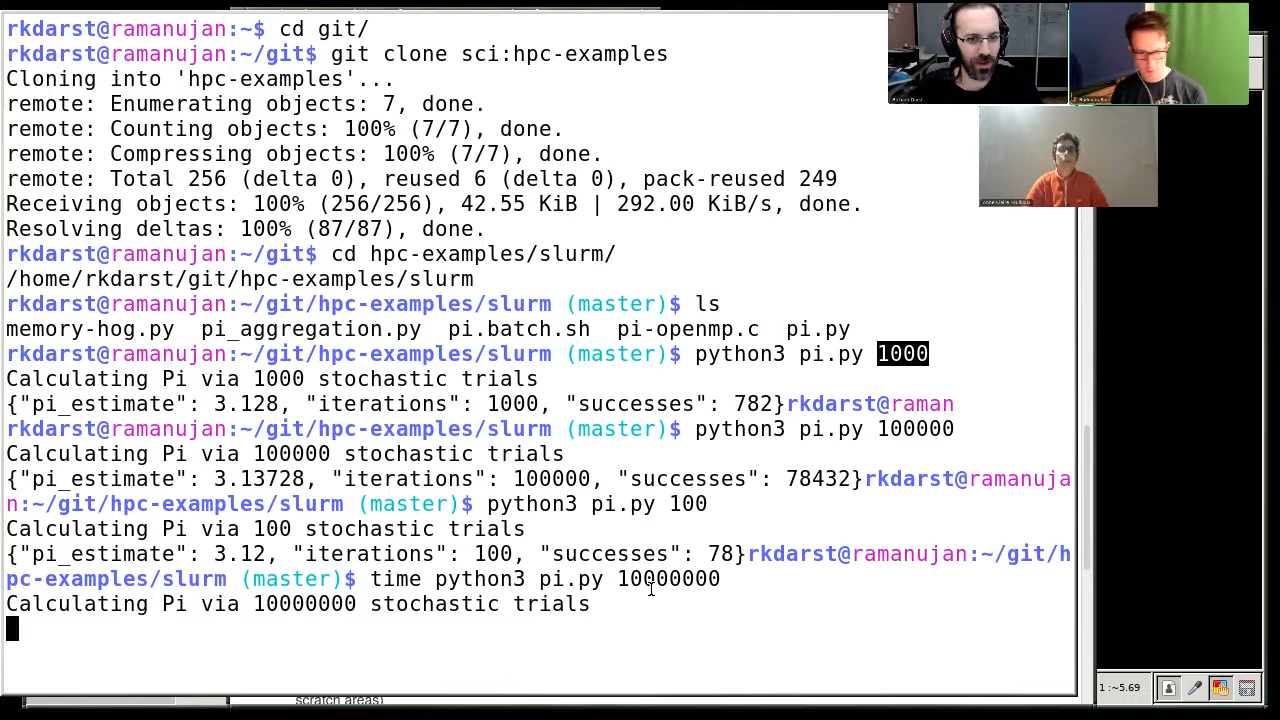 rkdarst@ramanujan:~$ cd git/
rkdarst@ramanujan:~/git$ git clone sci:hpc-examples
Cloning into 'hpc-examples'...
remote: Enumerating objects: 7, done.
remote: Counting objects: 100% (7/7), done.
remote: Compressing objects: 100% (7/7), done.
remote: Total 256 (delta 0), reused 6 (delta 0), pack-reused 249
Receiving objects: 100% (256/256), 42.55 KiB | 292.00 KiB/s, done.
Resolving deltas: 100% (87/87), done.
rkdarst@ramanujan:~/git$ cd hpc-examples/slurm/
/home/rkdarst/git/hpc-examples/slurm
rkdarst@ramanujan:~/git/hpc-examples/slurm (master)$ ls
memory-hog.py  pi_aggregation.py  pi.batch.sh  pi-openmp.c  pi.py
rkdarst@ramanujan:~/git/hpc-examples/slurm (master)$ python3 pi.py 1000
Calculating Pi via 1000 stochastic trials
{"pi_estimate": 3.128, "iterations": 1000, "successes": 782}rkdarst@raman
rkdarst@ramanujan:~/git/hpc-examples/slurm (master)$ python3 pi.py 100000
Calculating Pi via 100000 stochastic trials
{"pi_estimate": 3.13728, "iterations": 100000, "successes": 78432}rkdarst@ramanuja
n:~/git/hpc-examples/slurm (master)$ python3 pi.py 100
Calculating Pi via 100 stochastic trials
{"pi_estimate": 3.12, "iterations": 100, "successes": 78}rkdarst@ramanujan:~/git/h
pc-examples/slurm (master)$ time python3 pi.py 10000000
Calculating Pi via 10000000 stochastic trials
scratch areas)
1 :~5.69
Richard Darst